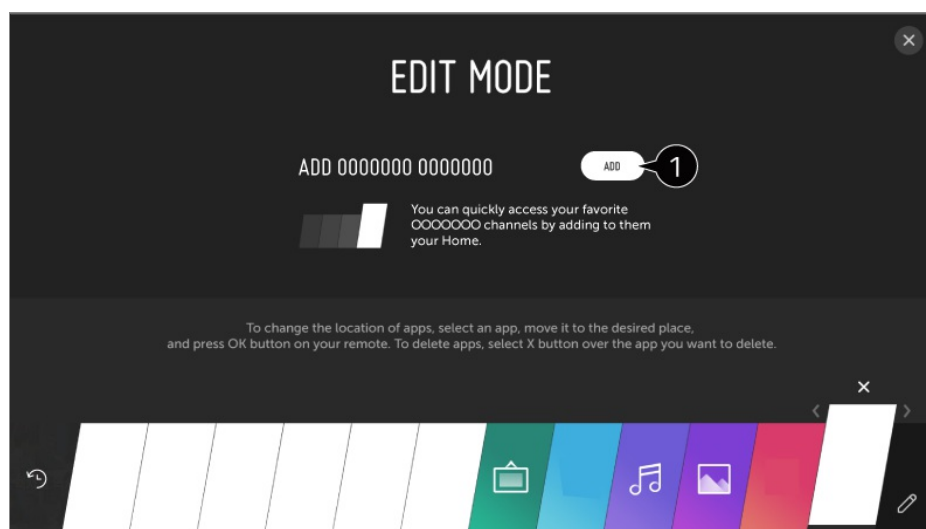 EDIT MODE
ADD OOOOOOO OOOOOOO
ADD
1
You can quickly access your favorite
OOOOOOO channels by adding to them
your Home.
To change the location of apps, select an app, move it to the desired place,
and press OK button on your remote. To delete apps, select X button over the app you want to delete.